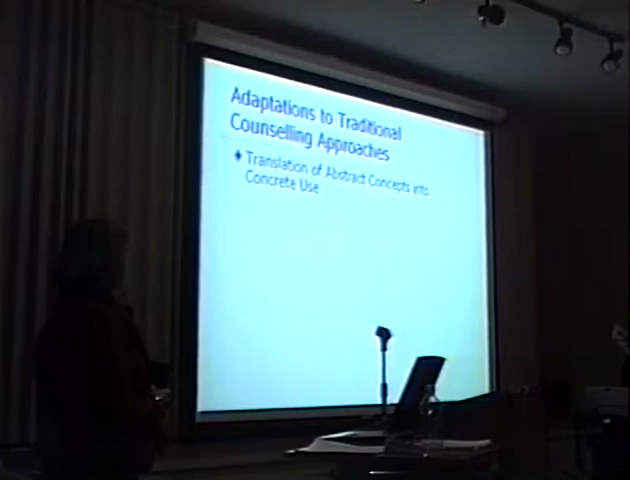 Adaptations to Traditional
Counselling Approaches
Translation of Abstract Concepts into
Concrete Use